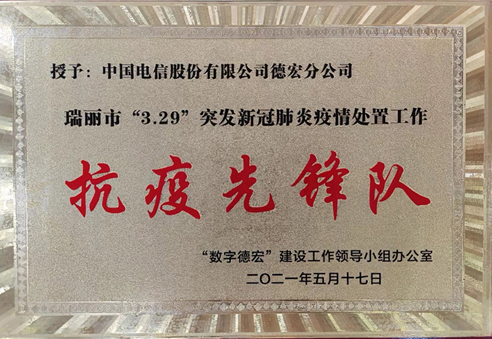 授予：中国电信股份有限公司德宏分公司
瑞丽市“3.29”突发新冠肺炎疫情处置工作
抗疫先锋队
“数字德宏”建设工作领导小组办公室
二〇二一年五月十七日